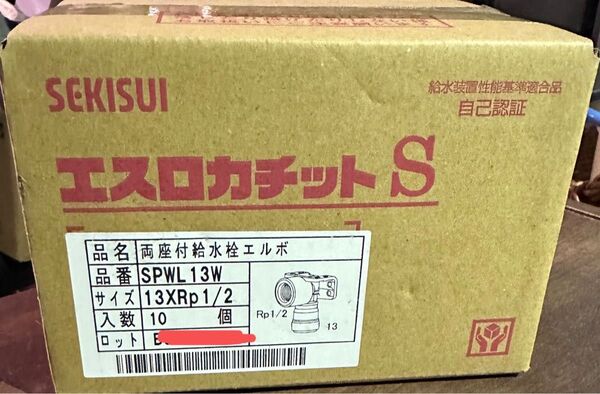 SEKISUI
給水装置性能基準適合品
自己認証
エスロカチットS
品名 両座付給水栓エルボ
品番 SPWL13W
サイズ 13XRp1/2
入数 10 個
ロット
Rp1/2
13